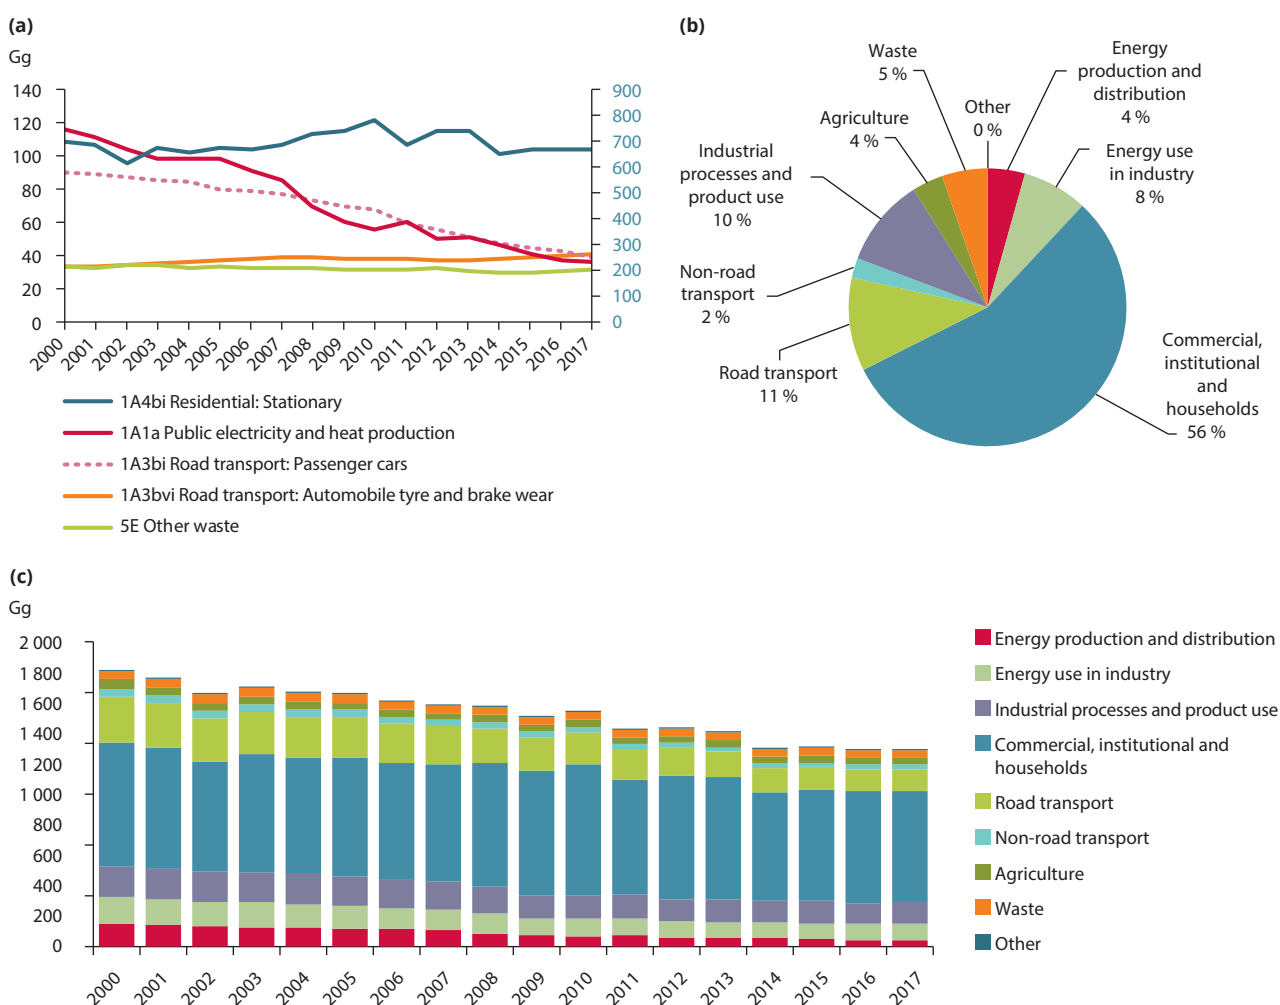 (a)
Gg
140
120
100
80
60
40
20
0
900
800
700
600
500
400
300
200
100
0
2000
2001
2002
2003
2004
2005
2006
2007
2008
2009
2010
2011
2012
2013
2014
2015
2016
2017
1A4bi Residential: Stationary
1A1a Public electricity and heat production
1A3bi Road transport: Passenger cars
1A3bvi Road transport: Automobile tyre and brake wear
5E Other waste
(b)
Other
0 %
Energy
production and
distribution
4 %
Energy use
in industry
8 %
Commercial,
institutional
and
households
56 %
Road transport
11 %
Non-road
transport
2 %
Industrial
processes and
product use
10 %
Agriculture
4 %
Waste
5 %
(c)
Gg
2 000
1 800
1 600
1 400
1 200
1 000
800
600
400
200
0
2000
2001
2002
2003
2004
2005
2006
2007
2008
2009
2010
2011
2012
2013
2014
2015
2016
2017
Energy production and distribution
Energy use in industry
Industrial processes and product use
Commercial, institutional and
households
Road transport
Non-road transport
Agriculture
Waste
Other